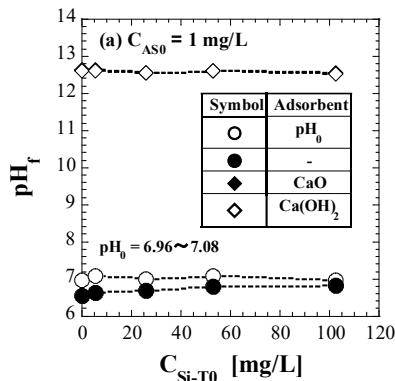 (a) C_AS0 = 1 mg/L
14
13
12
11
10
9
8
7
6
Symbol Adsorbent
pH_0
-
CaO
Ca(OH)_2
pH_0 = 6.96～7.08
pH_f
0 20 40 60 80 100 120
C_Si-T0 [mg/L]